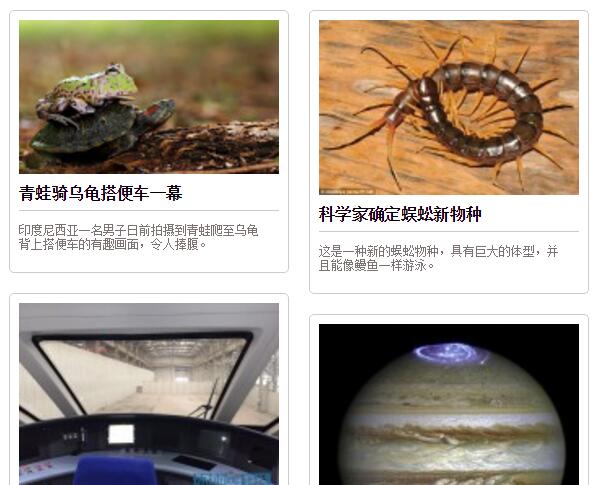 青蛙骑乌龟搭便车一幕
印度尼西亚一名男子日前拍摄到青蛙爬至乌龟
背上搭便车的有趣画面，令人捧腹。
科学家确定蜈蚣新物种
这是一种新的蜈蚣物种，具有巨大的体型，并
且能像鳗鱼一样游泳。